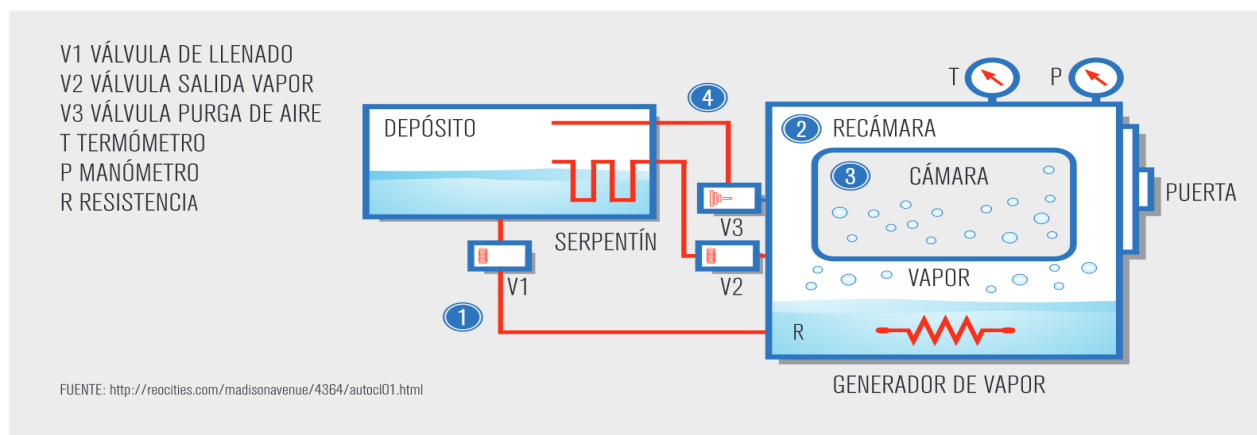 V1 VÁLVULA DE LLENADO
V2 VÁLVULA SALIDA VAPOR
V3 VÁLVULA PURGA DE AIRE
T TERMÓMETRO
P MANÓMETRO
R RESISTENCIA
DEPÓSITO
SERPENTÍN
V1
1
4
V3
V2
T
P
2 RECÁMARA
3 CÁMARA
VAPOR
R
PUERTA
GENERADOR DE VAPOR
FUENTE: http://reocities.com/madisonavenue/4364/autocl01.html